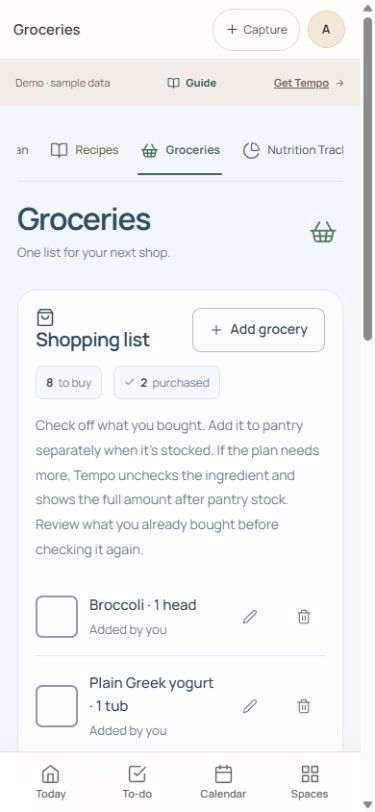 Groceries
+ Capture
A
Demo · sample data
Guide
Get Tempo →
an
Recipes
Groceries
Nutrition Tracl
Groceries
One list for your next shop.
Shopping list
+ Add grocery
8 to buy
✓ 2 purchased
Check off what you bought. Add it to pantry
separately when it's stocked. If the plan needs
more, Tempo unchecks the ingredient and
shows the full amount after pantry stock.
Review what you already bought before
checking it again.
Broccoli · 1 head
Added by you
Plain Greek yogurt
· 1 tub
Added by you
Today
To-do
Calendar
Spaces